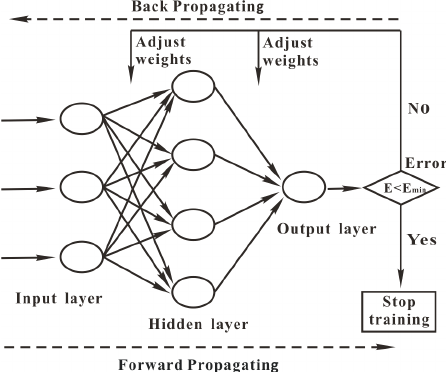 Back Propagating
Adjust
weights
Adjust
weights
No
Error
E<Emin
Output layer
Yes
Input layer
Stop
training
Hidden layer
Forward Propagating